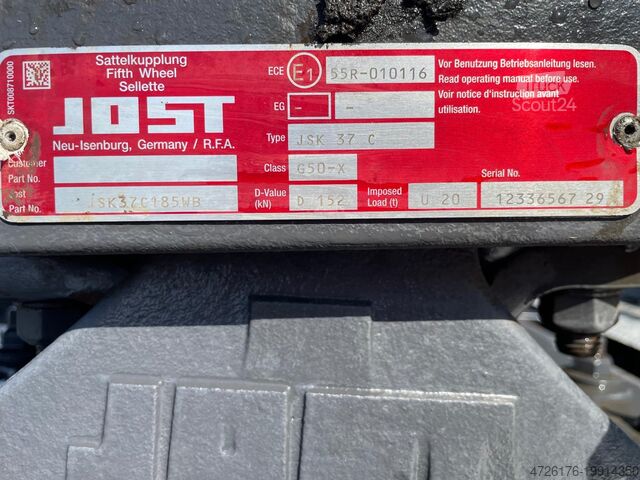 SKT008710000
Sattelkupplung
Fifth Wheel
Sellette
JOST
Neu-Isenburg, Germany / R.F.A.
Customer
Part No.
Jost
Part No.
JSK37C185WB
ECE E1 55R-010116
EG - -
Type JSK 37 C
Class G50-X
D-Value
(kN)
D 152
Imposed
Load (t)
U 20
Vor Benutzung Betriebsanleitung lesen.
Read operating manual before use.
Voir notice d'instruction avant
utilisation.
Truck
Scout24
Serial No.
12336567 29
JOST
4726176-19914350